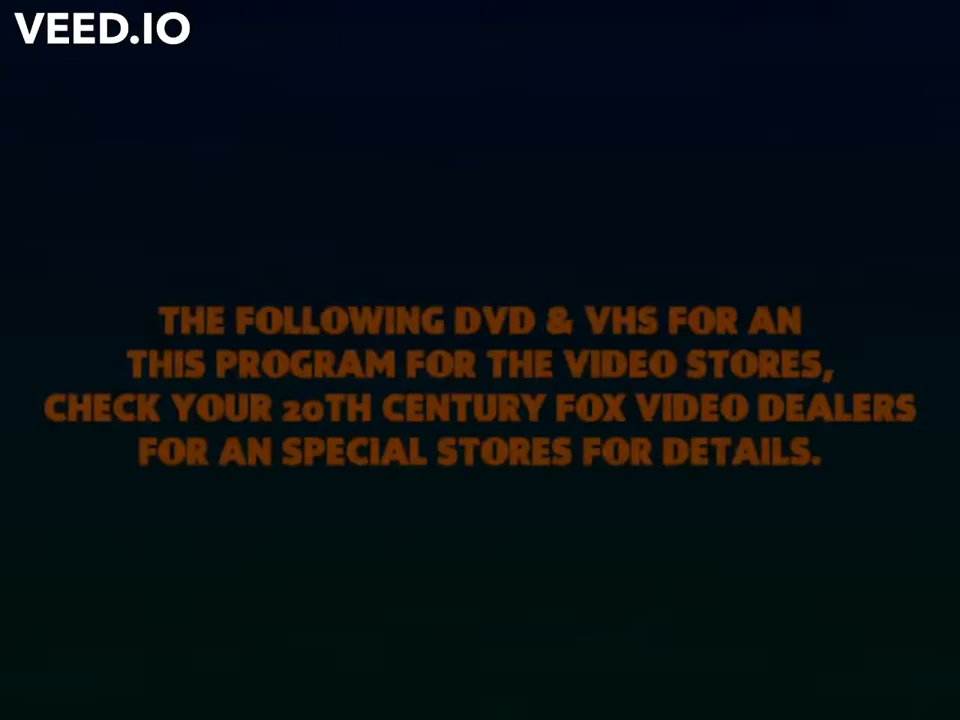 VEED.IO
THE FOLLOWING DVD & VHS FOR AN
THIS PROGRAM FOR THE VIDEO STORES,
CHECK YOUR 20TH CENTURY FOX VIDEO DEALERS
FOR AN SPECIAL STORES FOR DETAILS.